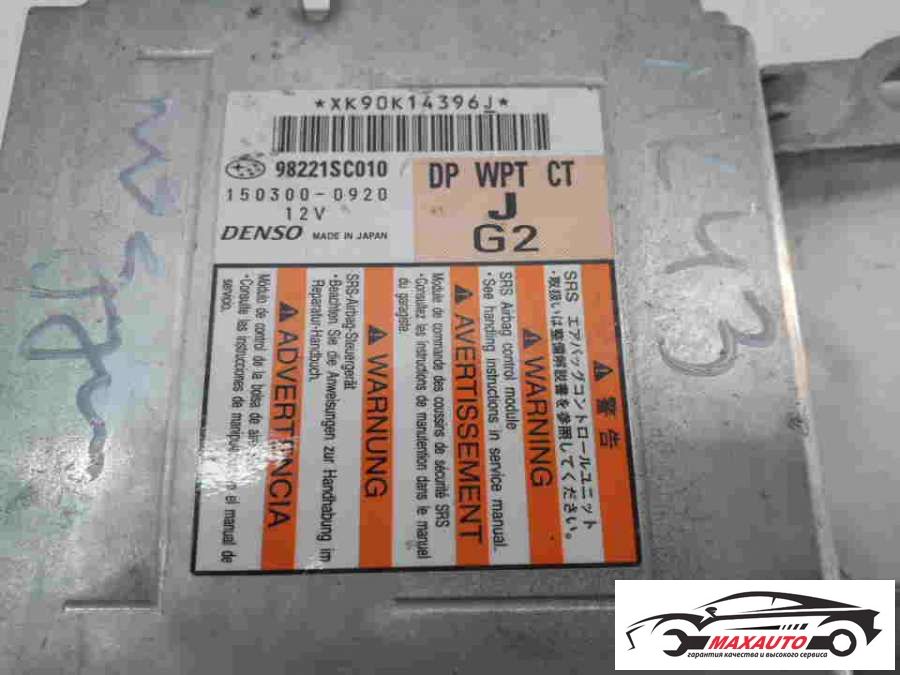 *XK90K14396J*
98221SC010
150300-0920
12V
DENSO MADE IN JAPAN
DP WPT CT
J
G2
警告
SRS エアバッグコントロールユニット
・取扱いは整備解説書を参照してください。
WARNING
SRS Airbag control module
・See handling instructions in service manual.
AVERTISSEMENT
Module de commande des coussins de sécurité SRS
・Consultez les instructions de manutention dans le manuel
du garagiste.
WARNUNG
SRS-Airbag-Steuergerät
・Beachten Sie die Anweisungen zur Handhabung im
Reparatur-Handbuch.
ADVERTENCIA
Módulo de control de la bolsa de
・Consulte las instrucciones de en el manual de
servicio.
43
MAXAUTO
гарантия качества и высокого сервиса